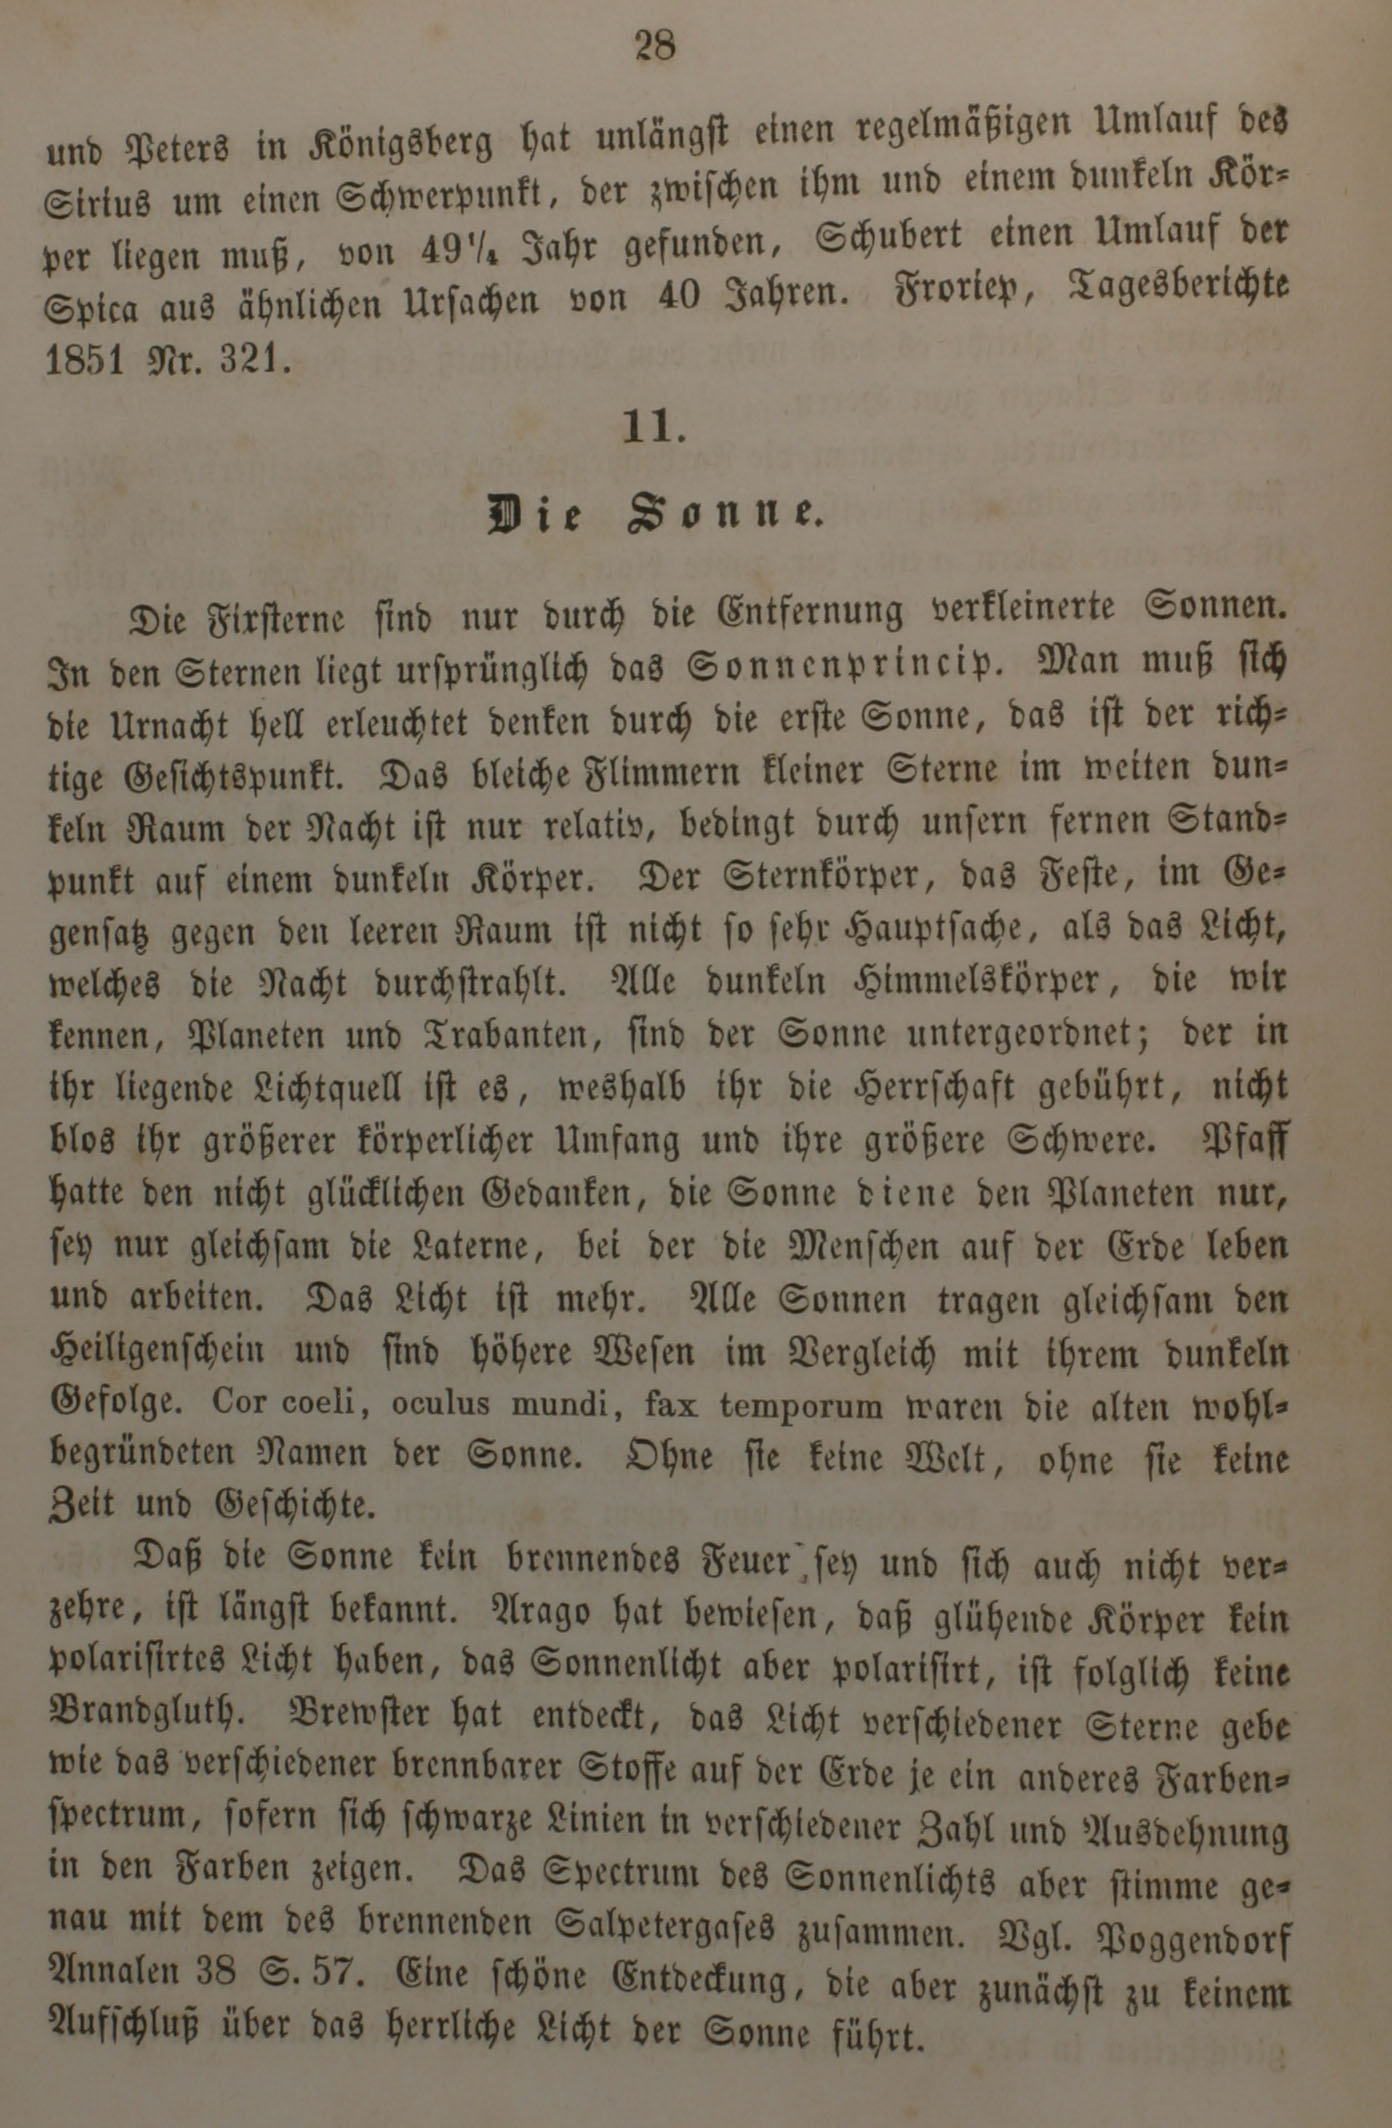 28
und Peters in Königsberg hat unlängst einen regelmäßigen Umlauf des
Sirius um einen Schwerpunkt, der zwischen ihm und einem dunkeln Kör-
per liegen muß, von 49¼ Jahr gefunden, Schubert einen Umlauf der
Spica aus ähnlichen Ursachen von 40 Jahren. Froriep, Tagesberichte
1851 Nr. 321.
11.
Die Sonne.
Die Firsterne sind nur durch die Entfernung verkleinerte Sonnen.
In den Sternen liegt ursprünglich das Sonnenprincip. Man muß sich
die Urnacht hell erleuchtet denken durch die erste Sonne, das ist der rich-
tige Gesichtspunkt. Das bleiche Flimmern kleiner Sterne im weiten dun-
keln Raum der Nacht ist nur relativ, bedingt durch unsern fernen Stand-
punkt auf einem dunkeln Körper. Der Sternkörper, das Feste, im Ge-
gensatz gegen den leeren Raum ist nicht so sehr Hauptsache, als das Licht,
welches die Nacht durchstrahlt. Alle dunkeln Himmelskörper, die wir
kennen, Planeten und Trabanten, sind der Sonne untergeordnet; der in
ihr liegende Lichtquell ist es, weshalb ihr die Herrschaft gebührt, nicht
blos ihr größerer körperlicher Umfang und ihre größere Schwere. Pfaff
hatte den nicht glücklichen Gedanken, die Sonne diene den Planeten nur,
sey nur gleichsam die Laterne, bei der die Menschen auf der Erde leben
und arbeiten. Das Licht ist mehr. Alle Sonnen tragen gleichsam den
Heiligenschein und sind höhere Wesen im Vergleich mit ihrem dunkeln
Gefolge. Cor coeli, oculus mundi, fax temporum waren die alten wohl-
begründeten Namen der Sonne. Ohne sie keine Welt, ohne sie keine
Zeit und Geschichte.
Daß die Sonne kein brennendes Feuer sey und sich auch nicht ver-
zehre, ist längst bekannt. Arago hat bewiesen, daß glühende Körper kein
polarisirtes Licht haben, das Sonnenlicht aber polarisirt, ist folglich keine
Brandgluth. Brewster hat entdeckt, das Licht verschiedener Sterne gebe
wie das verschiedener brennbarer Stoffe auf der Erde je ein anderes Farben-
spectrum, sofern sich schwarze Linien in verschiedener Zahl und Ausdehnung
in den Farben zeigen. Das Spectrum des Sonnenlichts aber stimme ge-
nau mit dem des brennenden Salpetergases zusammen. Vgl. Poggendorf
Annalen 38 S. 57. Eine schöne Entdeckung, die aber zunächst zu keinem
Aufschluß über das herrliche Licht der Sonne führt.